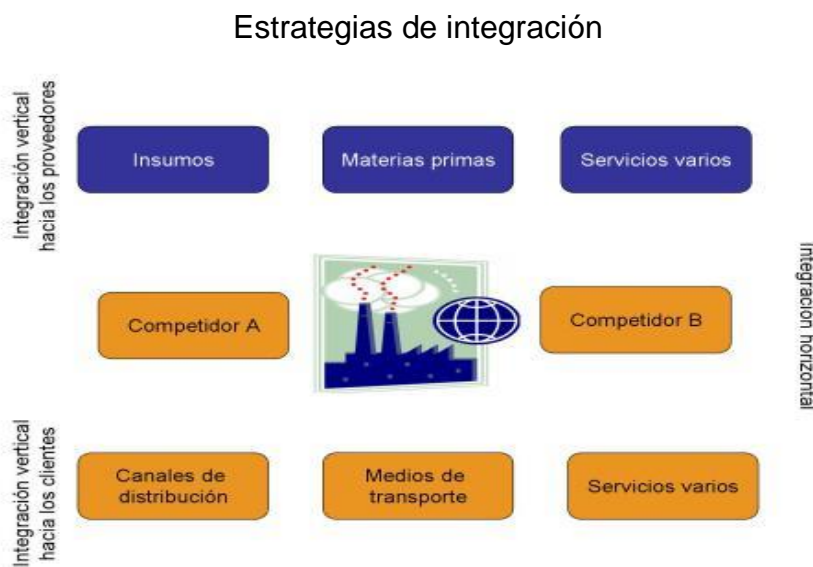 Estrategias de integración
Integración vertical
hacia los proveedores
Insumos
Materias primas
Servicios varios
Competidor A
Competidor B
Integración horizontal
Integración vertical
hacia los clientes
Canales de
distribución
Medios de
transporte
Servicios varios